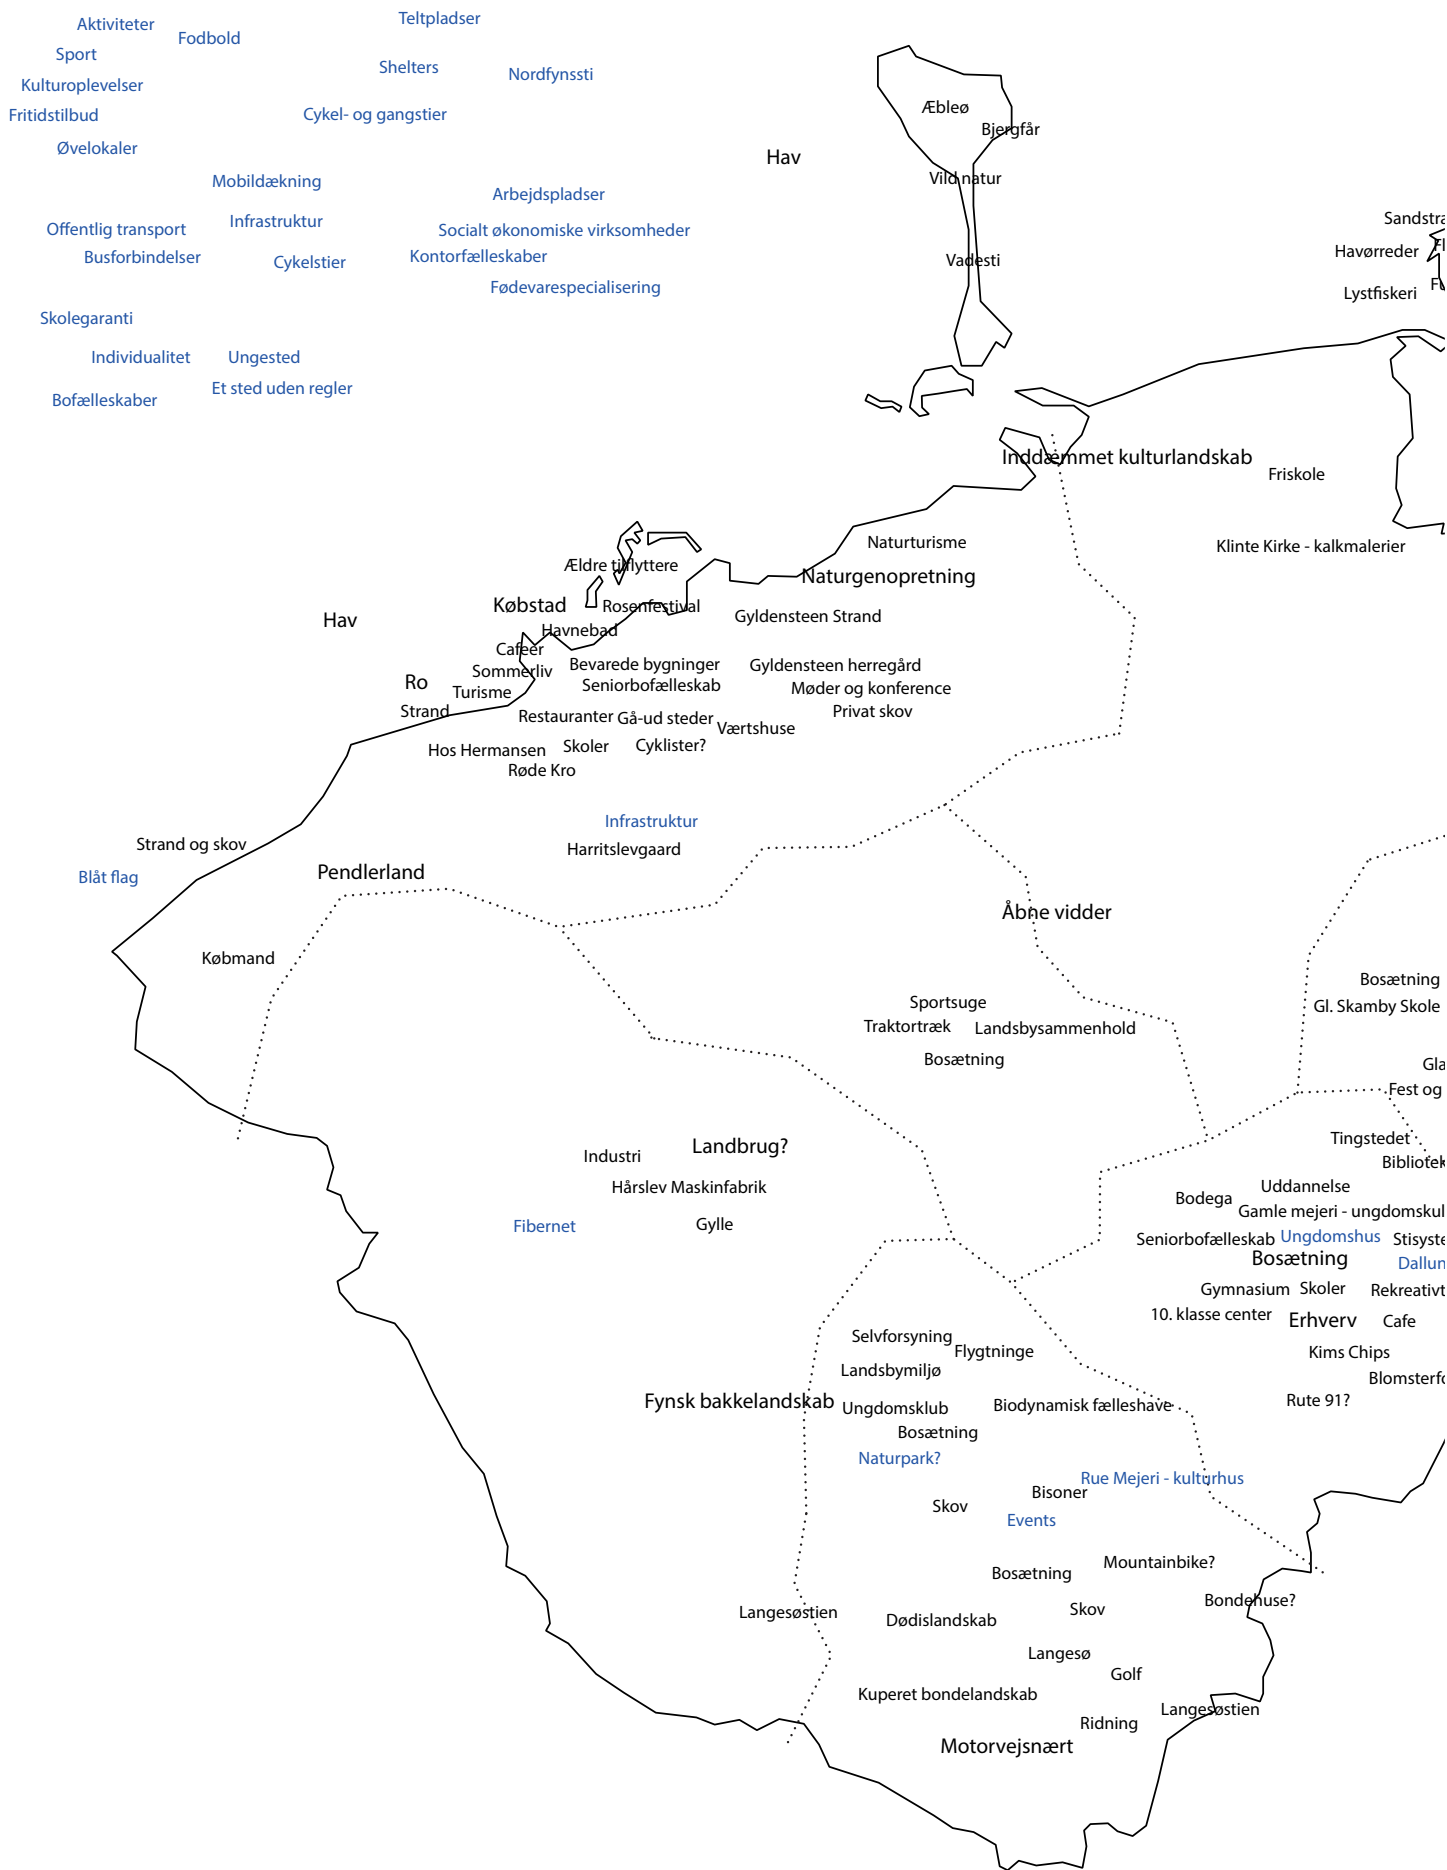 Aktiviteter
Fodbold
Teltpladser
Sport
Shelters
Nordfynssti
Kulturoplevelser
Fritidstilbud
Cykel- og gangstier
Øvelokaler
Mobildækning
Arbejdspladser
Offentlig transport
Infrastruktur
Socialt økonomiske virksomheder
Busforbindelser
Cykelstier
Kontorfælleskaber
Fødevarespecialisering
Skolegaranti
Individualitet
Ungested
Et sted uden regler
Bofælleskaber
Æbleø
Bjergfår
Hav
Vild natur
Vadesti
Sandstra
Havørreder
Fl
Lystfiskeri
Inddæmmet kulturlandskab
Friskole
Klinte Kirke - kalkmalerier
Naturturisme
Naturgenopretning
Ældre tilflyttere
Købstad
Rosenfestival
Gyldensteen Strand
Hav
Havnebad
Cafeer
Sommerliv
Bevarede bygninger
Gyldensteen herregård
Ro
Turisme
Seniorbofælleskab
Møder og konference
Strand
Restauranter
Gå-ud steder
Værtshuse
Privat skov
Hos Hermansen
Skoler
Cyklister?
Røde Kro
Infrastruktur
Harritslevgaard
Strand og skov
Blåt flag
Pendlerland
Købmand
Åbne vidder
Sportsuge
Traktortræk
Landsbysammenhold
Bosætning
Bosætning
Gl. Skamby Skole
Gla
Fest og
Industri
Landbrug?
Hårslev Maskinfabrik
Fibernet
Gylle
Tingstedet
Bibliotek
Uddannelse
Bodega
Gamle mejeri - ungdomskul
Seniorbofælleskab
Ungdomshus
Stisyste
Bosætning
Dallun
Gymnasium
Skoler
Rekreativt
10. klasse center
Erhverv
Cafe
Kims Chips
Blomsterfo
Rute 91?
Selvforsyning
Flygtninge
Landsbymiljø
Fynsk bakkelandskab
Ungdomsklub
Biodynamisk fælleshave
Bosætning
Naturpark?
Rue Mejeri - kulturhus
Bisoner
Skov
Events
Bosætning
Mountainbike?
Bondehuse?
Langesøstien
Dødislandskab
Skov
Langesø
Golf
Kuperet bondelandskab
Langesøstien
Ridning
Motorvejsnært